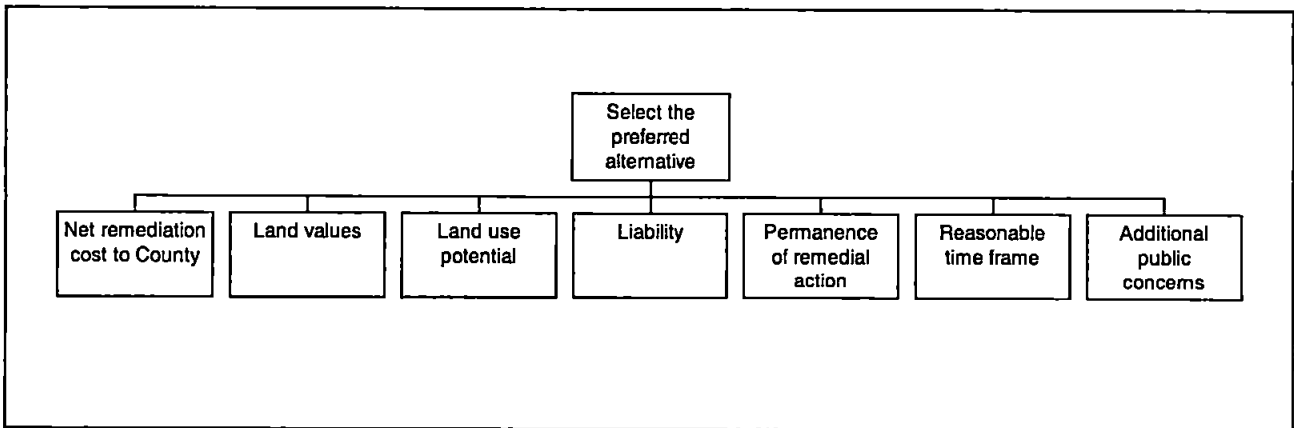 Select the
preferred
alternative
Net remediation
cost to County
Land values
Land use
potential
Liability
Permanence
of remedial
action
Reasonable
time frame
Additional
public
concerns